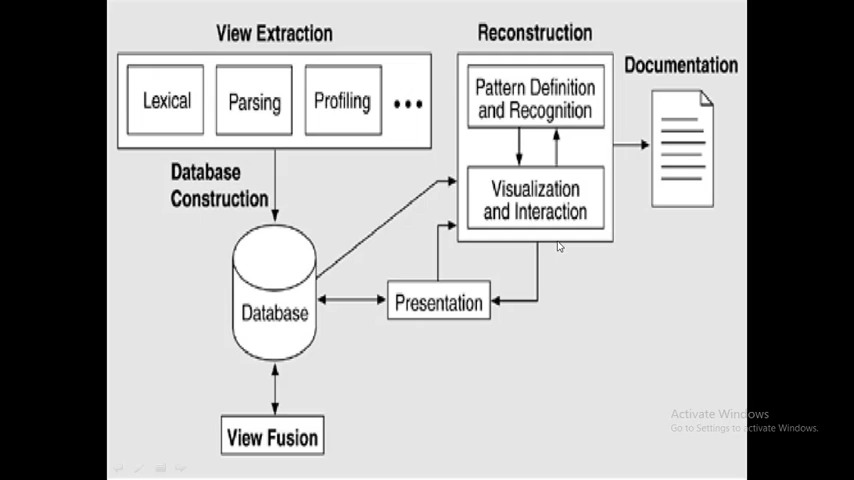 View Extraction
Reconstruction
Documentation
Lexical
Parsing
Profiling
Pattern Definition
and Recognition
Database
Construction
Visualization
and Interaction
Database
Presentation
View Fusion
Activate Windows
Go to Settings to activate Windows.